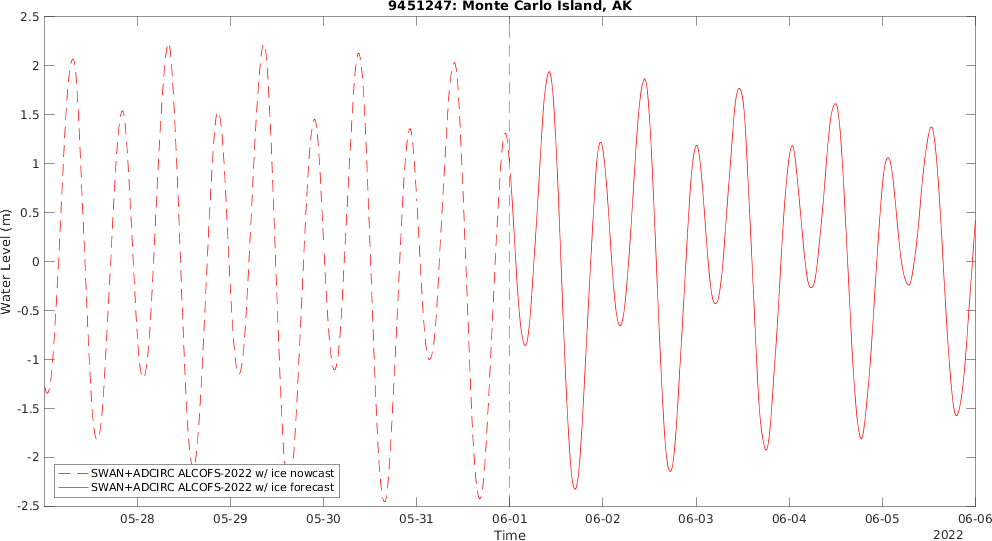 9451247: Monte Carlo Island, AK
Water Level (m)
2.5
2
1.5
1
0.5
0
-0.5
-1
-1.5
-2
-2.5
SWAN+ADCIRC ALCOFS-2022 w/ ice nowcast
SWAN+ADCIRC ALCOFS-2022 w/ ice forecast
05-28 05-29 05-30 05-31 06-01 06-02 06-03 06-04 06-05 06-06
Time
2022